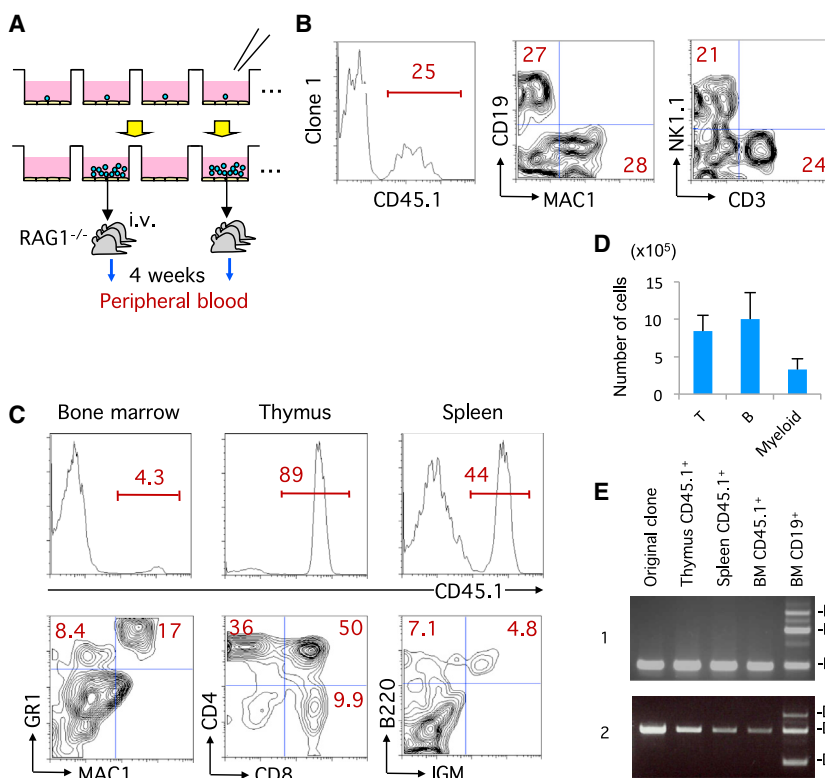 A
...
...
RAG1-/-
i.v.
4 weeks
Peripheral blood
B
Clone 1
25
CD45.1
27
28
CD19
MAC1
21
24
NK1.1
CD3
D
(x10⁵)
Number of cells
15
10
5
0
T
B
Myeloid
C
Bone marrow
Thymus
Spleen
4.3
89
44
CD45.1
8.4
17
GR1
MAC1
36
50
9.9
CD4
CD8
7.1
4.8
B220
IGM
E
Original clone
Thymus CD45.1⁺
Spleen CD45.1⁺
BM CD45.1⁺
BM CD19⁺
1
2